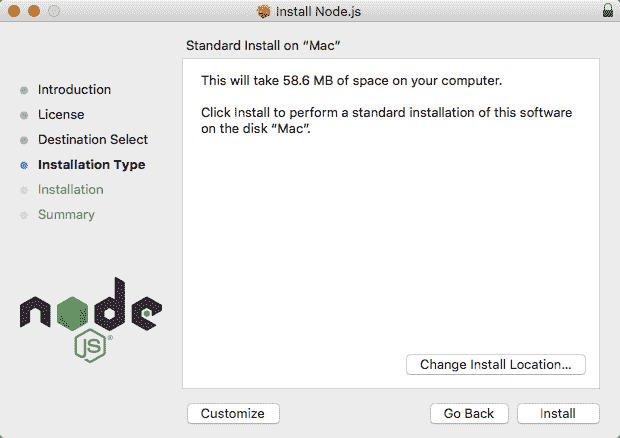 Install Node.js
Standard Install on “Mac”
Introduction
License
Destination Select
Installation Type
Installation
Summary
This will take 58.6 MB of space on your computer.
Click Install to perform a standard installation of this software
on the disk “Mac”.
node
JS®
Change Install Location...
Customize
Go Back
Install